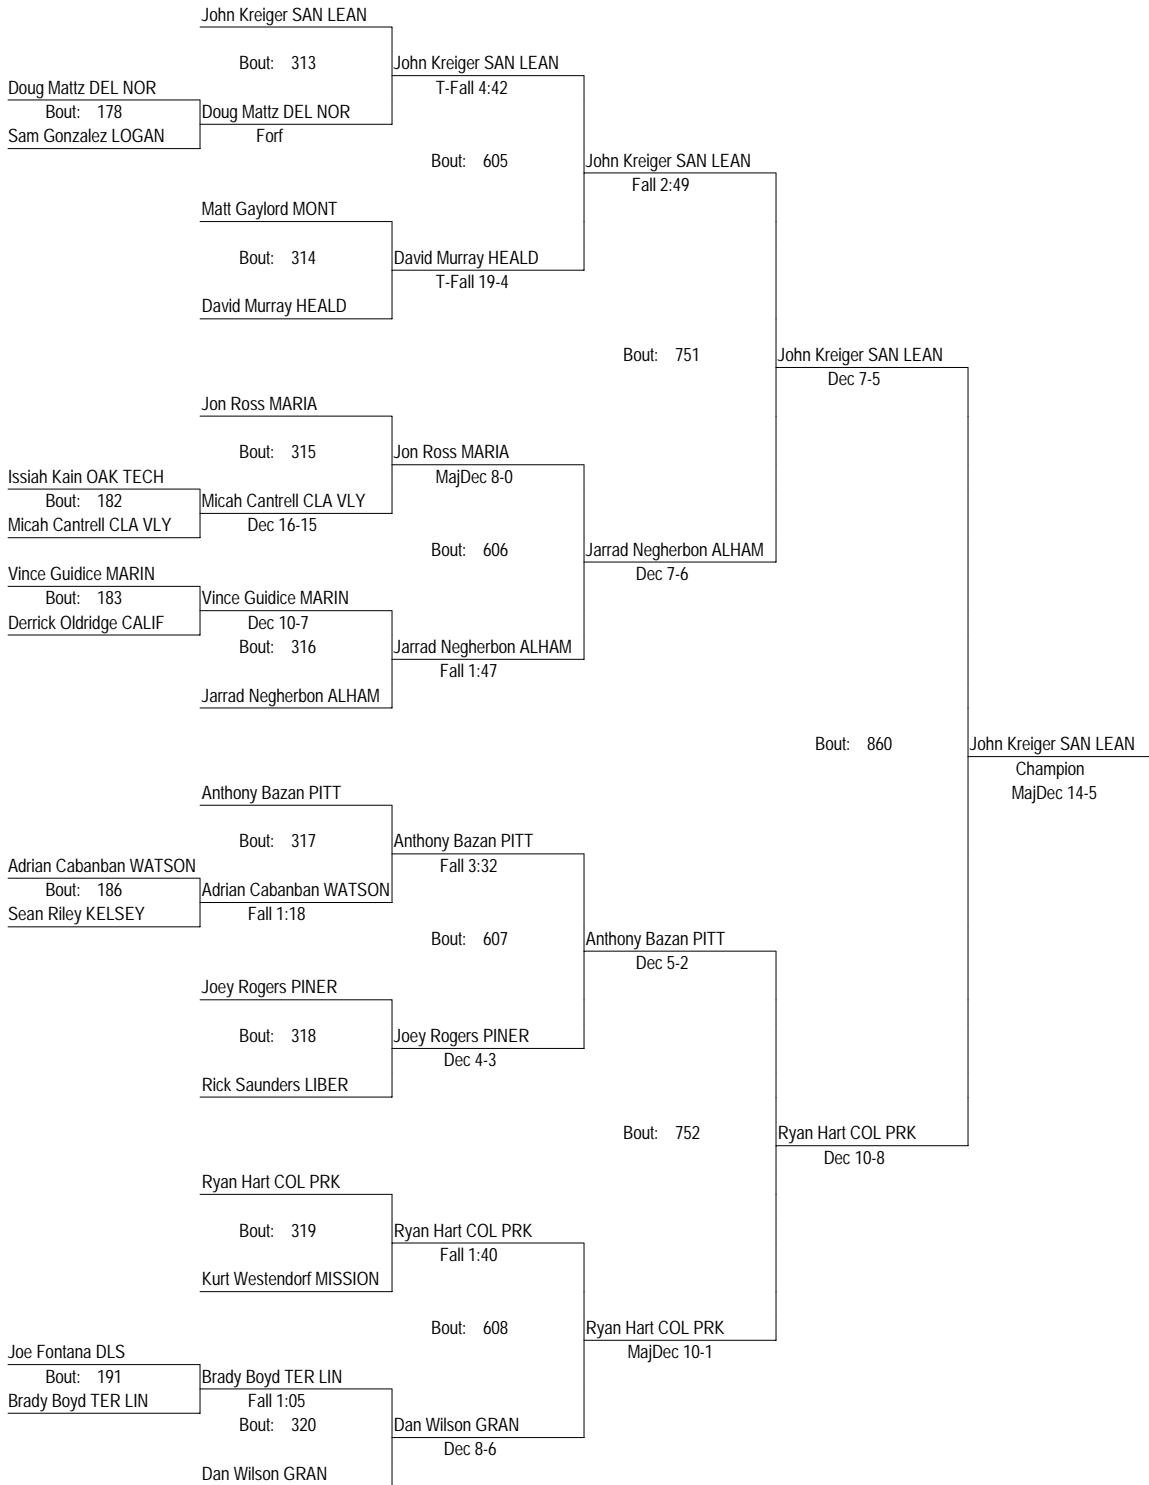 John Kreiger SAN LEAN
Bout: 313
John Kreiger SAN LEAN
T-Fall 4:42
Doug Mattz DEL NOR
Bout: 178
Sam Gonzalez LOGAN
Doug Mattz DEL NOR
Forf
Bout: 605
John Kreiger SAN LEAN
Fall 2:49
Matt Gaylord MONT
Bout: 314
David Murray HEALD
T-Fall 19-4
David Murray HEALD
Bout: 751
John Kreiger SAN LEAN
Dec 7-5
Jon Ross MARIA
Bout: 315
Jon Ross MARIA
MajDec 8-0
Issiah Kain OAK TECH
Bout: 182
Micah Cantrell CLA VLY
Micah Cantrell CLA VLY
Dec 16-15
Bout: 606
Jarrad Negherbon ALHAM
Dec 7-6
Vince Guidice MARIN
Bout: 183
Derrick Oldridge CALIF
Vince Guidice MARIN
Dec 10-7
Bout: 316
Jarrad Negherbon ALHAM
Fall 1:47
Jarrad Negherbon ALHAM
Bout: 860
John Kreiger SAN LEAN
Champion
MajDec 14-5
Anthony Bazan PITT
Bout: 317
Anthony Bazan PITT
Fall 3:32
Adrian Cabanban WATSON
Bout: 186
Sean Riley KELSEY
Adrian Cabanban WATSON
Fall 1:18
Bout: 607
Anthony Bazan PITT
Dec 5-2
Joey Rogers PINER
Bout: 318
Joey Rogers PINER
Dec 4-3
Rick Saunders LIBER
Bout: 752
Ryan Hart COL PRK
Dec 10-8
Ryan Hart COL PRK
Bout: 319
Ryan Hart COL PRK
Fall 1:40
Kurt Westendorf MISSION
Bout: 608
Ryan Hart COL PRK
MajDec 10-1
Joe Fontana DLS
Bout: 191
Brady Boyd TER LIN
Brady Boyd TER LIN
Fall 1:05
Bout: 320
Dan Wilson GRAN
Dec 8-6
Dan Wilson GRAN